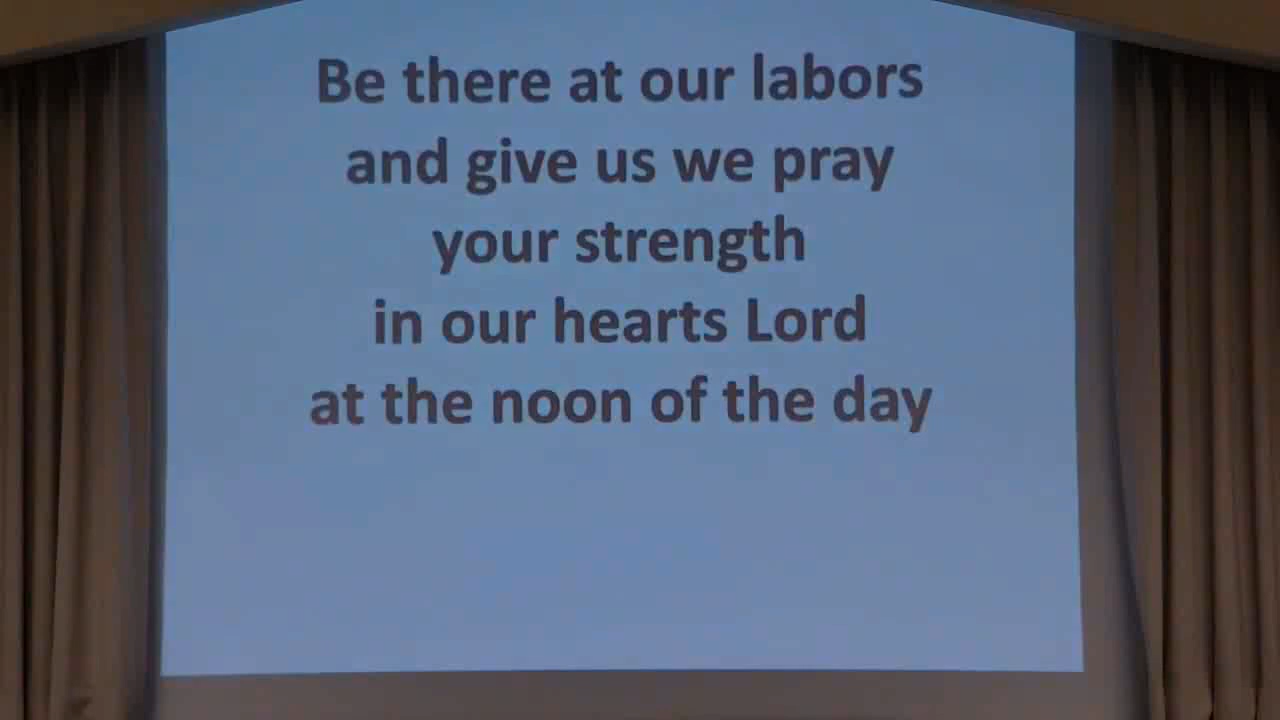 Be there at our labors
and give us we pray
your strength
in our hearts Lord
at the noon of the day